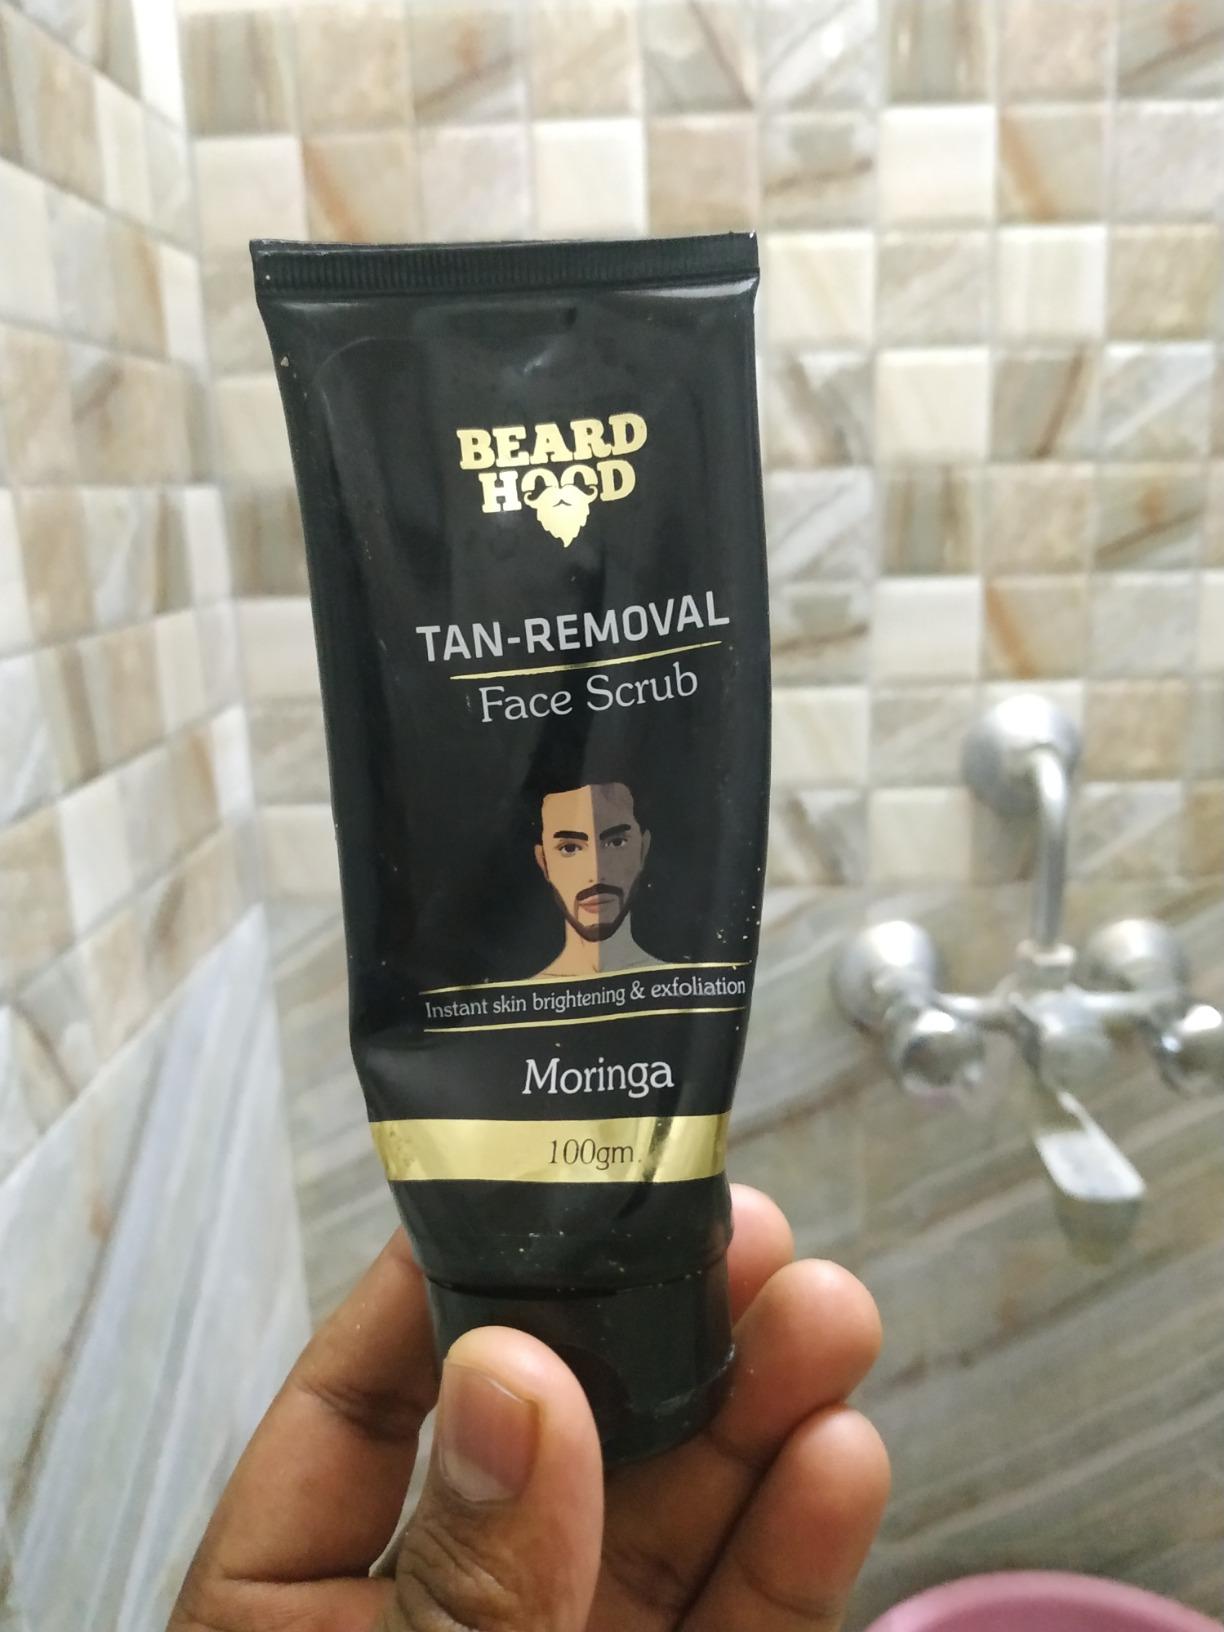 BEARD
HOOD
TAN-REMOVAL
Face Scrub
Instant skin brightening & exfoliation
Moringa
100gm.